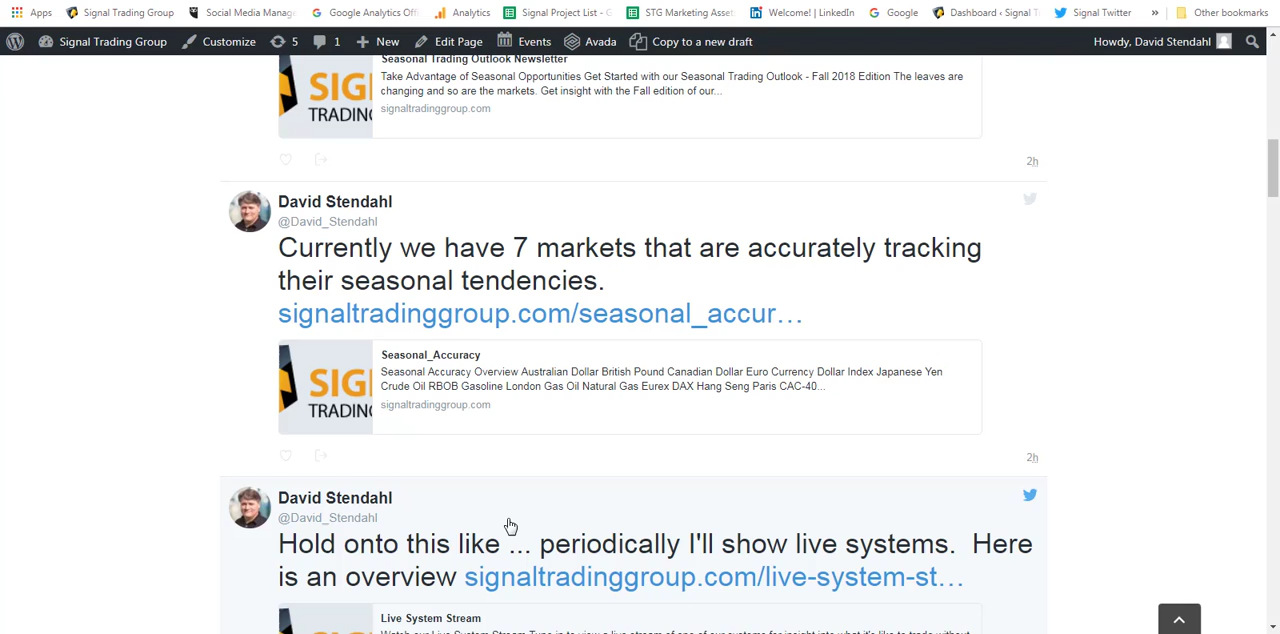 Apps Signal Trading Group Social Media Manage Google Analytics Offi Analytics Signal Project List - G STG Marketing Asset Welcome! | LinkedIn Google Dashboard ‹ Signal T Signal Twitter » Other bookmarks
Signal Trading Group Customize 5 1 New Edit Page Events Avada Copy to a new draft Howdy, David Stendahl
Seasonal Trading Outlook Newsletter
Take Advantage of Seasonal Opportunities Get Started with our Seasonal Trading Outlook - Fall 2018 Edition The leaves are
changing and so are the markets. Get insight with the Fall edition of our...
signaltradinggroup.com
SIG
TRADING
2h
David Stendahl
@David_Stendahl
Currently we have 7 markets that are accurately tracking
their seasonal tendencies.
signaltradinggroup.com/seasonal_accur…
Seasonal_Accuracy
Seasonal Accuracy Overview Australian Dollar British Pound Canadian Dollar Euro Currency Dollar Index Japanese Yen
Crude Oil RBOB Gasoline London Gas Oil Natural Gas Eurex DAX Hang Seng Paris CAC-40...
signaltradinggroup.com
SIG
TRADING
2h
David Stendahl
@David_Stendahl
Hold onto this like ... periodically I'll show live systems. Here
is an overview signaltradinggroup.com/live-system-st…
Live System Stream